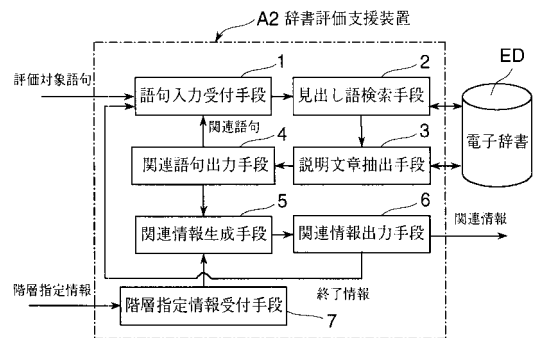 A2 辞書評価支援装置
ED
評価対象語句
1
語句入力受付手段
2
見出し語検索手段
電子辞書
関連語句
4
関連語句出力手段
3
説明文章抽出手段
5
関連情報生成手段
6
関連情報出力手段
関連情報
階層指定情報
終了情報
階層指定情報受付手段
7